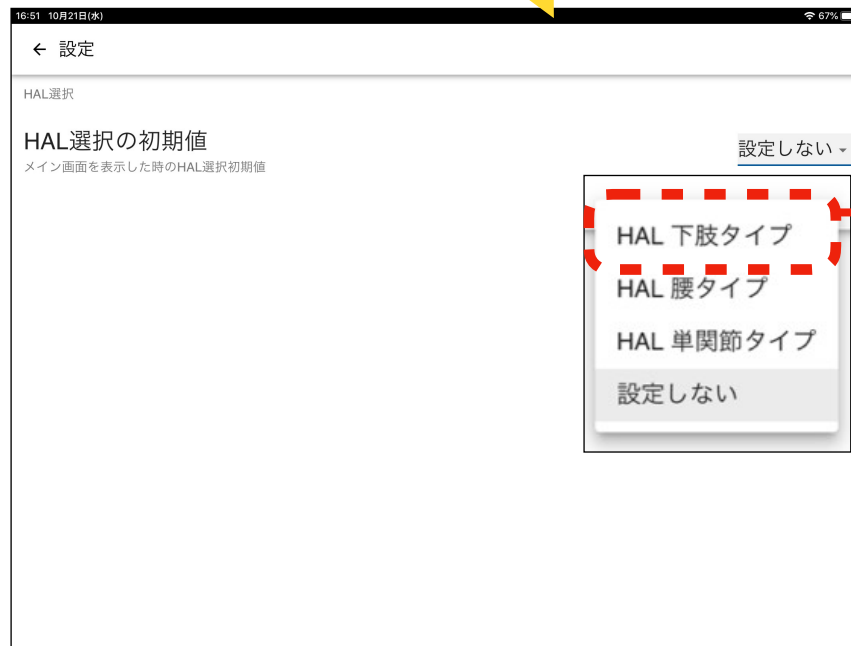 16:51 10月21日(水)
67%
← 設定
HAL選択
HAL選択の初期値
設定しない
メイン画面を表示した時のHAL選択初期値
HAL 下肢タイプ
HAL 腰タイプ
HAL 単関節タイプ
設定しない